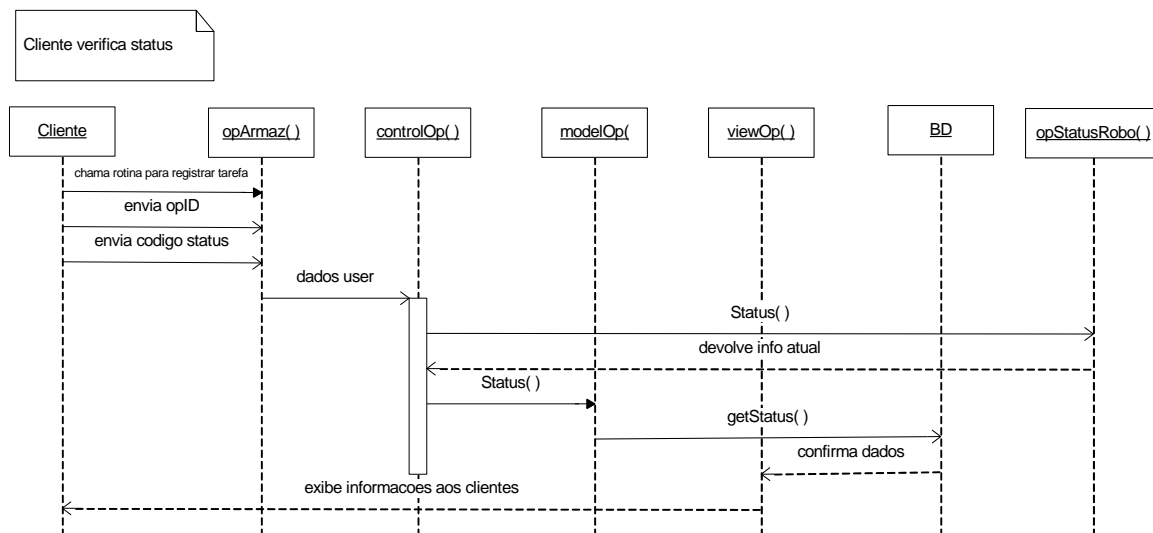 Cliente verifica status
Cliente
opArmaz( )
controlOp( )
modelOp(
viewOp( )
BD
opStatusRobo( )
chama rotina para registrar tarefa
envia opID
envia codigo status
dados user
Status( )
devolve info atual
Status( )
getStatus( )
confirma dados
exibe informacoes aos clientes